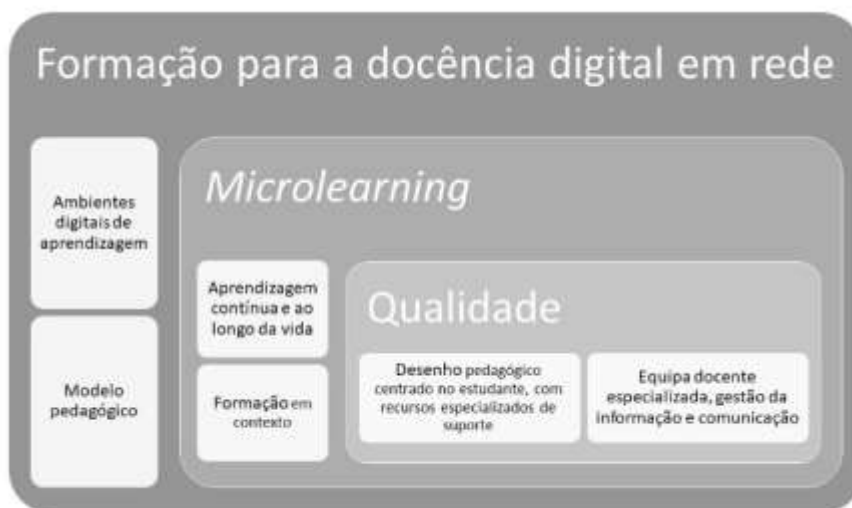 Formação para a docência digital em rede
Ambientes
digitais de
aprendizagem
Modelo
pedagógico
Microlearning
Aprendizagem
contínua e ao
longo da vida
Formação em
contexto
Qualidade
Desenho pedagógico
centrado no estudante, com
recursos especializados de
suporte
Equipa docente
especializada, gestão da
informação e comunicação